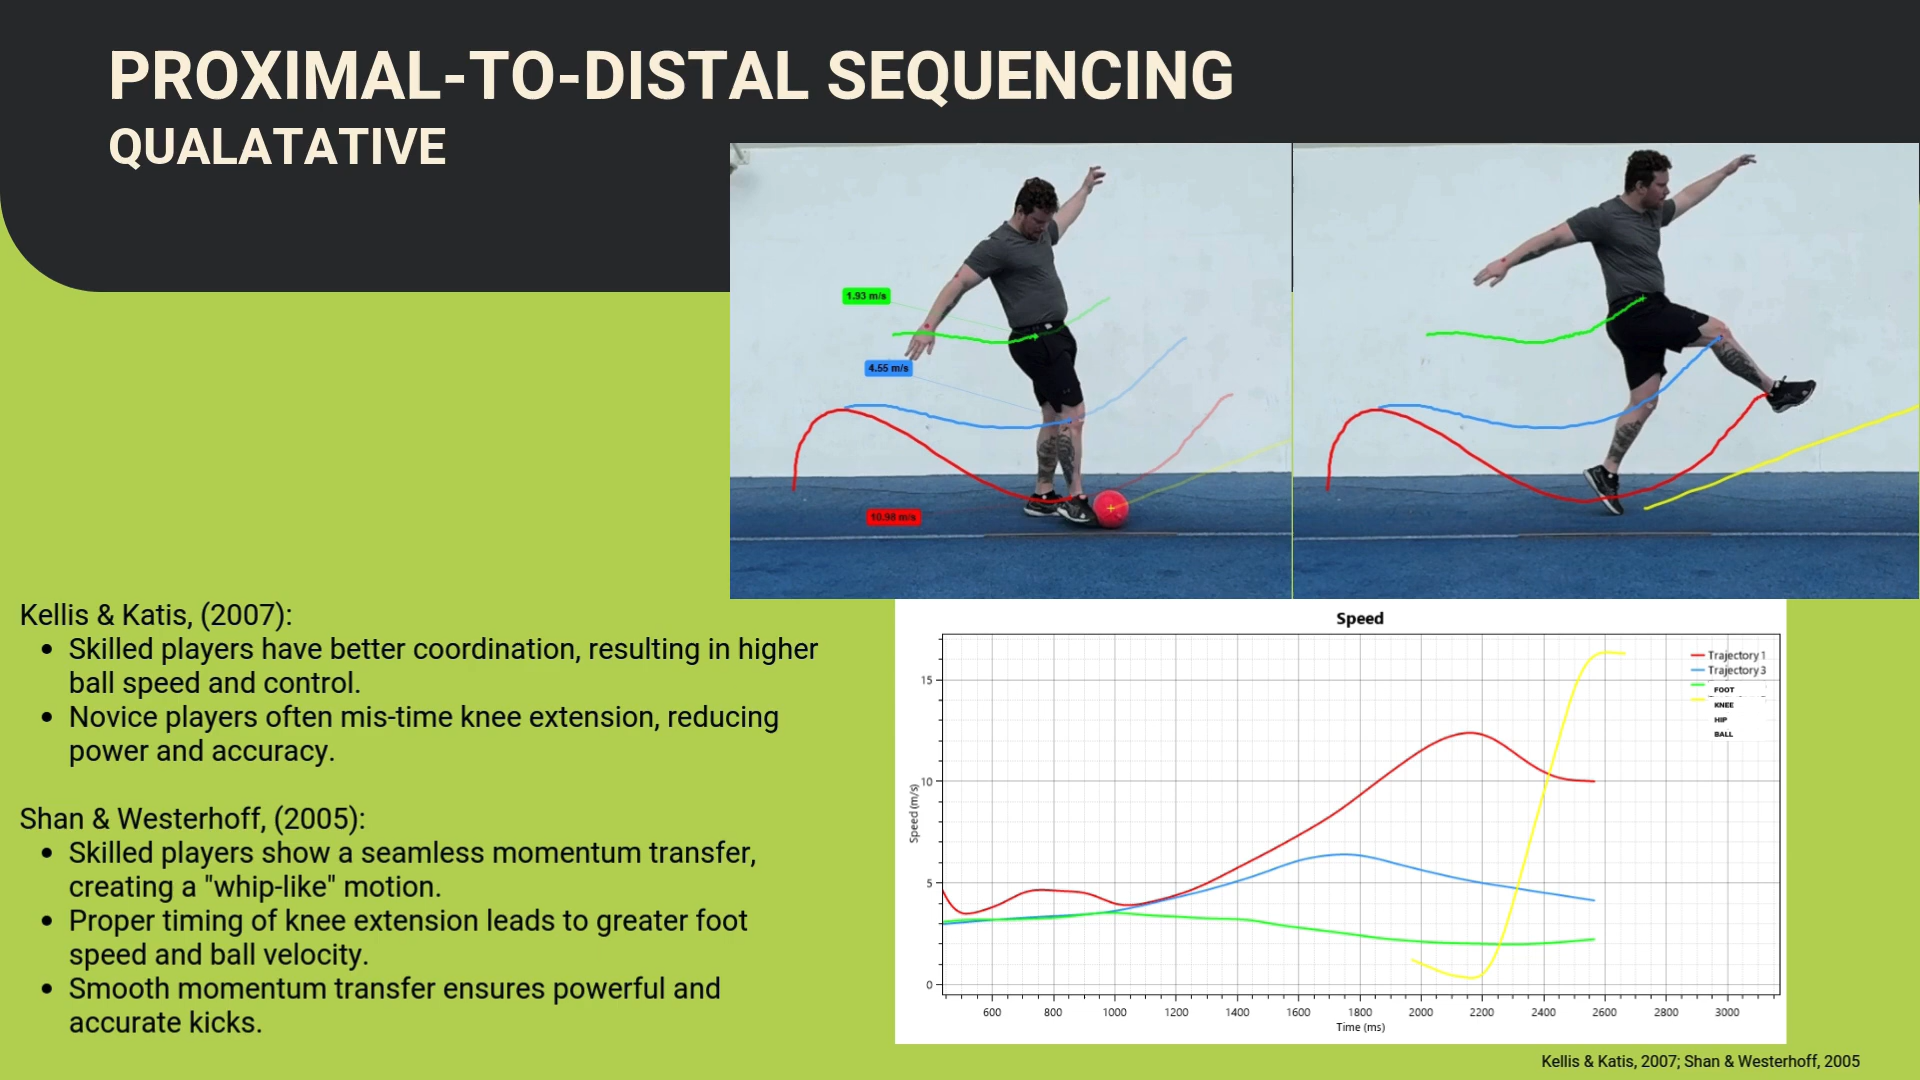 PROXIMAL-TO-DISTAL SEQUENCING
QUALATATIVE
1.93 m/s
4.55 m/s
10.98 m/s
Kellis & Katis, (2007):
• Skilled players have better coordination, resulting in higher
ball speed and control.
• Novice players often mis-time knee extension, reducing
power and accuracy.
Shan & Westerhoff, (2005):
• Skilled players show a seamless momentum transfer,
creating a "whip-like" motion.
• Proper timing of knee extension leads to greater foot
speed and ball velocity.
• Smooth momentum transfer ensures powerful and
accurate kicks.
Speed
Trajectory 1
Trajectory 3
FOOT
KNEE
HIP
BALL
15
10
5
0
Speed (m/s)
600 800 1000 1200 1400 1600 1800 2000 2200 2400 2600 2800 3000
Time (ms)
Kellis & Katis, 2007; Shan & Westerhoff, 2005